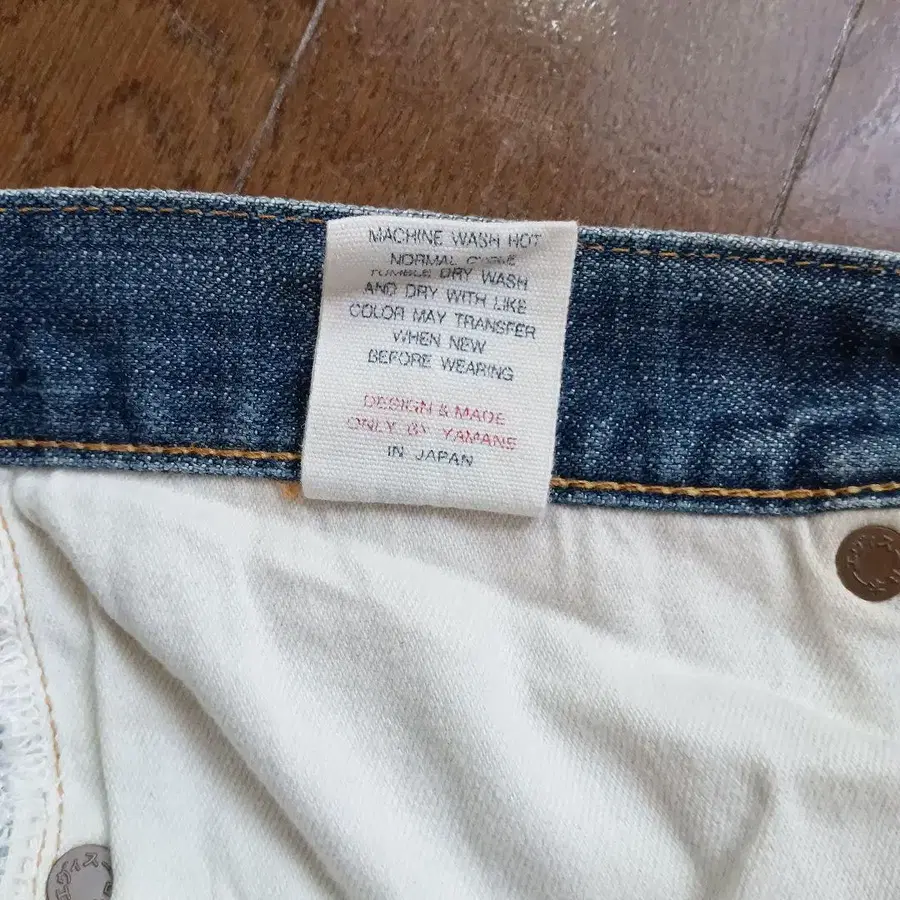 MACHINE WASH HOT
NORMAL CYCLE
TUMBLE DRY WASH
AND DRY WITH LIKE
COLOR MAY TRANSFER
WHEN NEW
BEFORE WEARING
DESIGN & MADE
ONLY BY YAMANE
IN JAPAN